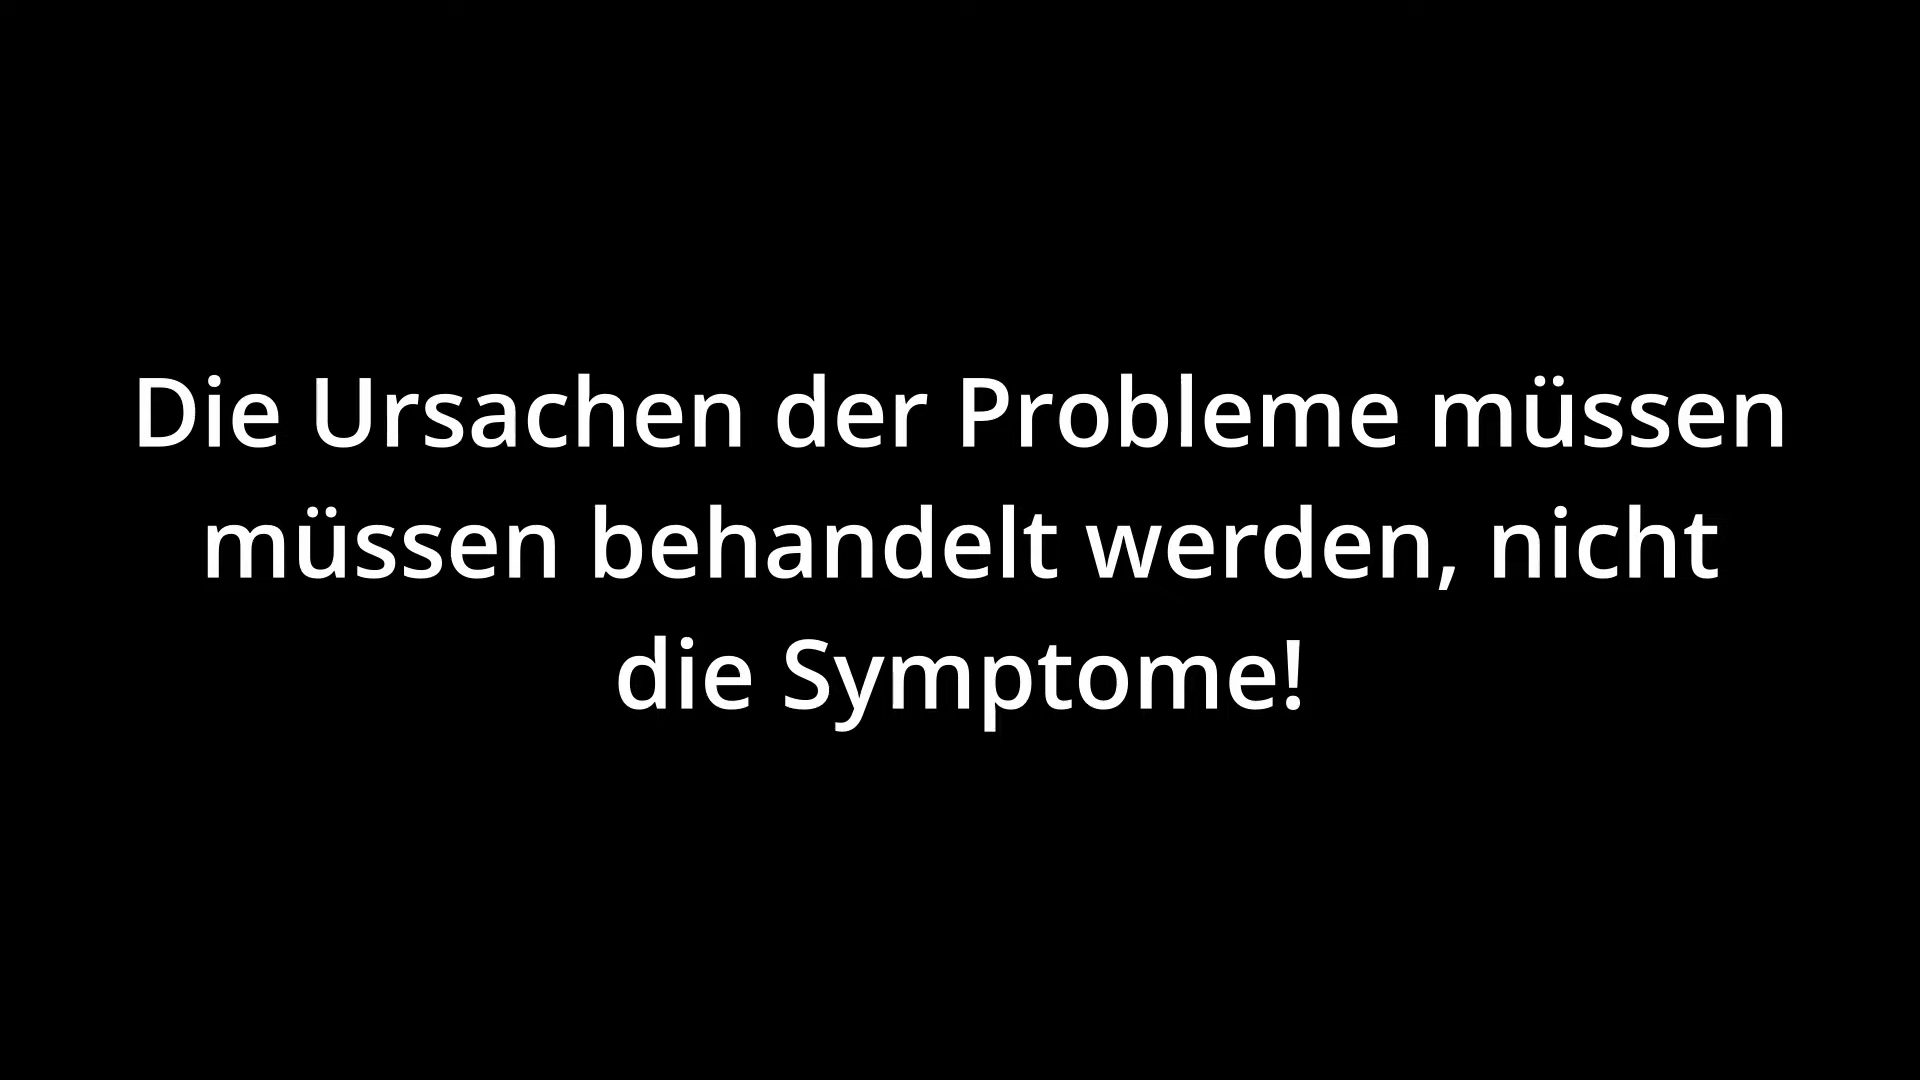 Die Ursachen der Probleme müssen
müssen behandelt werden, nicht
die Symptome!